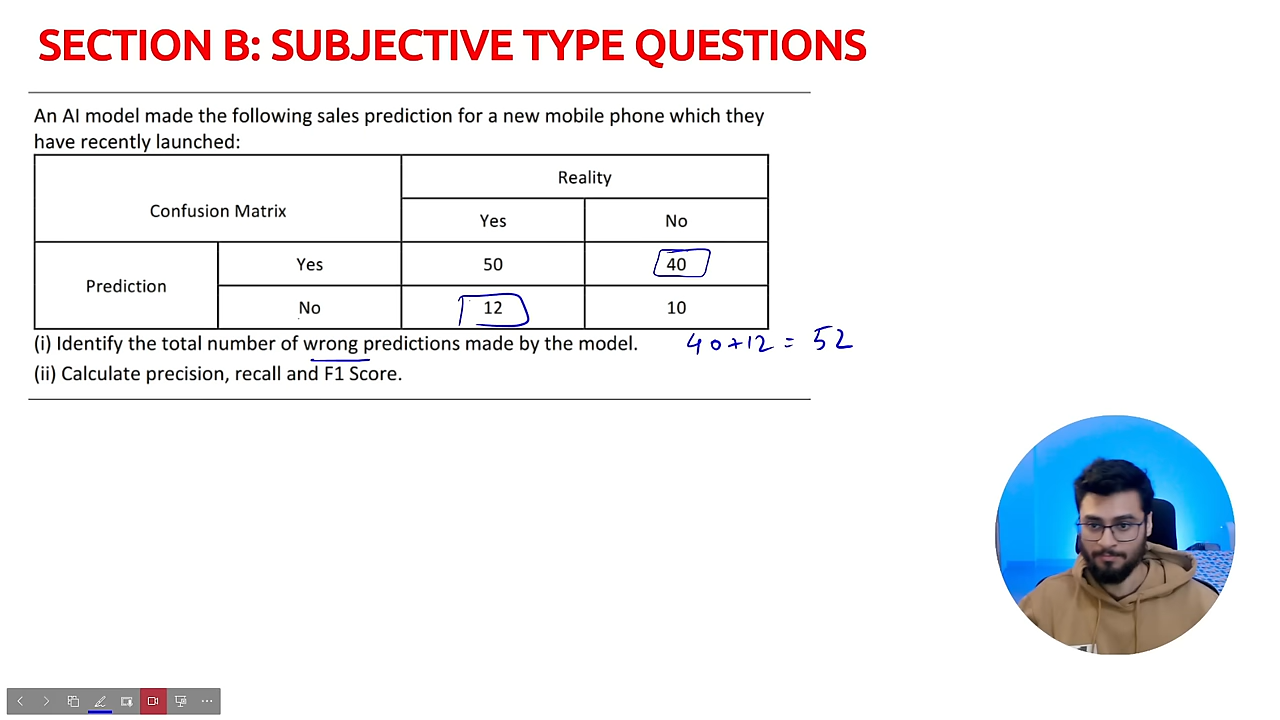 SECTION B: SUBJECTIVE TYPE QUESTIONS
An AI model made the following sales prediction for a new mobile phone which they
have recently launched:
Confusion Matrix
Reality
Yes
No
Prediction
Yes
50
40
No
12
10
(i) Identify the total number of wrong predictions made by the model.
40+12 = 52
(ii) Calculate precision, recall and F1 Score.